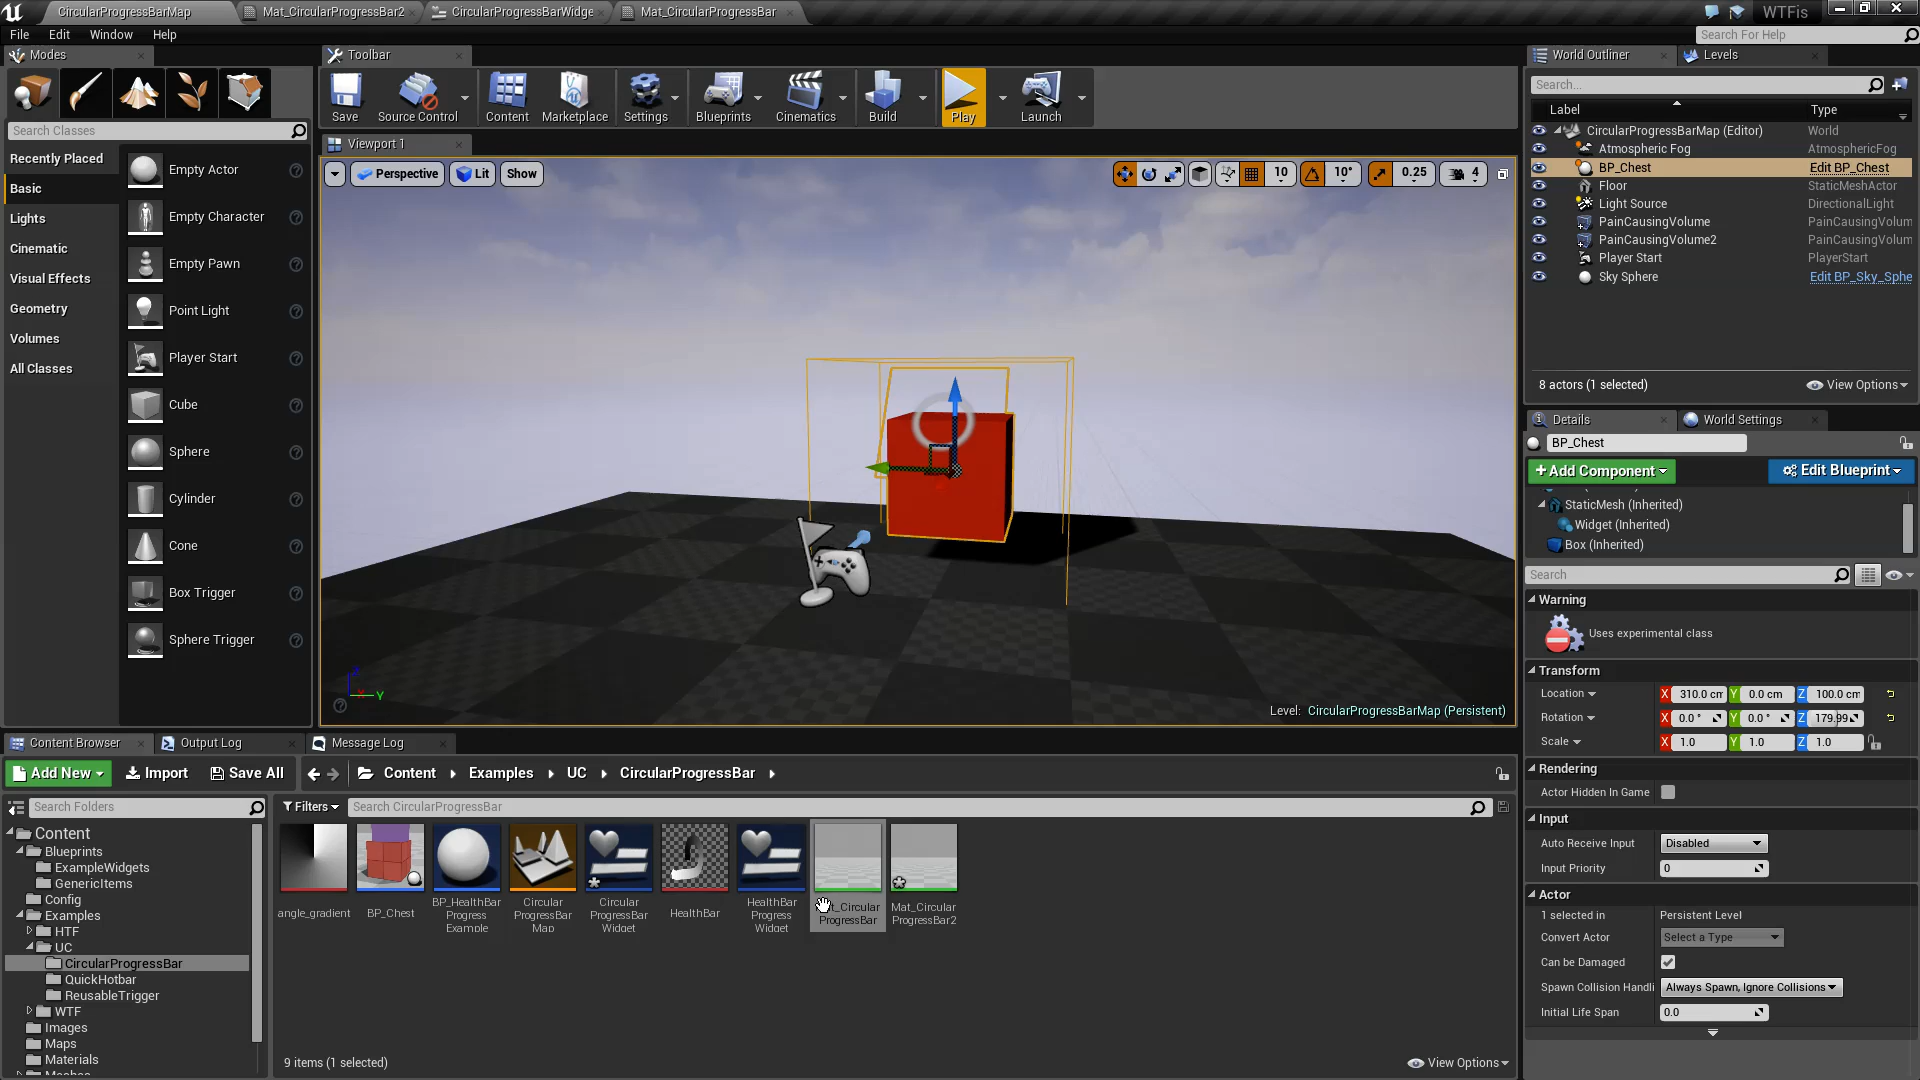 CircularProgressBarMap
Mat_CircularProgressBar2
CircularProgressBarWidge
Mat_CircularProgressBar
WTFis
File Edit Window Help
Search For Help
Modes
Toolbar
World Outliner
Levels
Save
Source Control
Content
Marketplace
Settings
Blueprints
Cinematics
Build
Play
Launch
Search Classes
Viewport 1
Recently Placed
Basic
Lights
Cinematic
Visual Effects
Geometry
Volumes
All Classes
Empty Actor
Empty Character
Empty Pawn
Point Light
Player Start
Cube
Sphere
Cylinder
Cone
Box Trigger
Sphere Trigger
Perspective
Lit
Show
10
10°
0.25
4
Level: CircularProgressBarMap (Persistent)
Search...
Label Type
CircularProgressBarMap (Editor) World
Atmospheric Fog AtmosphericFog
BP_Chest Edit BP_Chest
Floor StaticMeshActor
Light Source DirectionalLight
PainCausingVolume PainCausingVolum
PainCausingVolume2 PainCausingVolum
Player Start PlayerStart
Sky Sphere Edit BP_Sky_Sphe
8 actors (1 selected)
View Options
Details
World Settings
BP_Chest
+Add Component
Edit Blueprint
StaticMesh (Inherited)
Widget (Inherited)
Box (Inherited)
Search
Warning
Uses experimental class
Transform
Location X 310.0 cm Y 0.0 cm Z 100.0 cm
Rotation X 0.0 ° Y 0.0 ° Z 179.99
Scale X 1.0 Y 1.0 Z 1.0
Rendering
Actor Hidden In Game
Input
Auto Receive Input Disabled
Input Priority 0
Actor
1 selected in Persistent Level
Convert Actor Select a Type
Can be Damaged
Spawn Collision Handli Always Spawn, Ignore Collisions
Initial Life Span 0.0
Content Browser
Output Log
Message Log
Add New
Import
Save All
Content
Examples
UC
CircularProgressBar
Search Folders
Filters
Search CircularProgressBar
Content
Blueprints
ExampleWidgets
GenericItems
Config
Examples
HTF
UC
CircularProgressBar
QuickHotbar
ReusableTrigger
WTF
Images
Maps
Materials
angle_gradient
BP_Chest
BP_HealthBar
Progress
Example
Circular
ProgressBar
Map
Circular
ProgressBar
Widget
HealthBar
HealthBar
Progress
Widget
t_Circular
ProgressBar
Mat_Circular
ProgressBar2
9 items (1 selected)
View Options